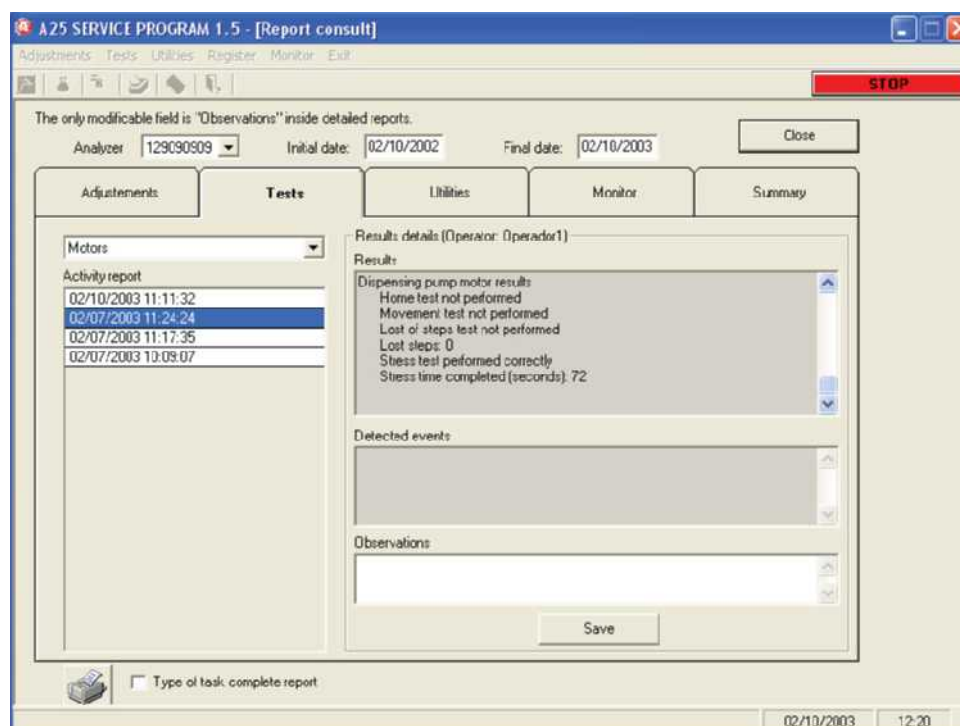 A25 SERVICE PROGRAM 1.5 - [Report consult]
Adjustments Tests Utilities Register Monitor Exit
STOP
The only modificable field is "Observations" inside detailed reports.
Analyzer 129090909 Initial date: 02/10/2002 Final date: 02/10/2003 Close
Adjustements Tests Utilities Monitor Summary
Motors
Activity report
02/10/2003 11:11:32
02/07/2003 11:24:24
02/07/2003 11:17:35
02/07/2003 10:09:07
Results details (Operator: Operador1)
Results
Dispensing pump motor results
Home test not performed
Movement test not performed
Lost of steps test not performed
Lost steps: 0
Stress test performed correctly
Stress time completed (seconds): 72
Detected events
Observations
Save
Type of task complete report
02/10/2003 12:20